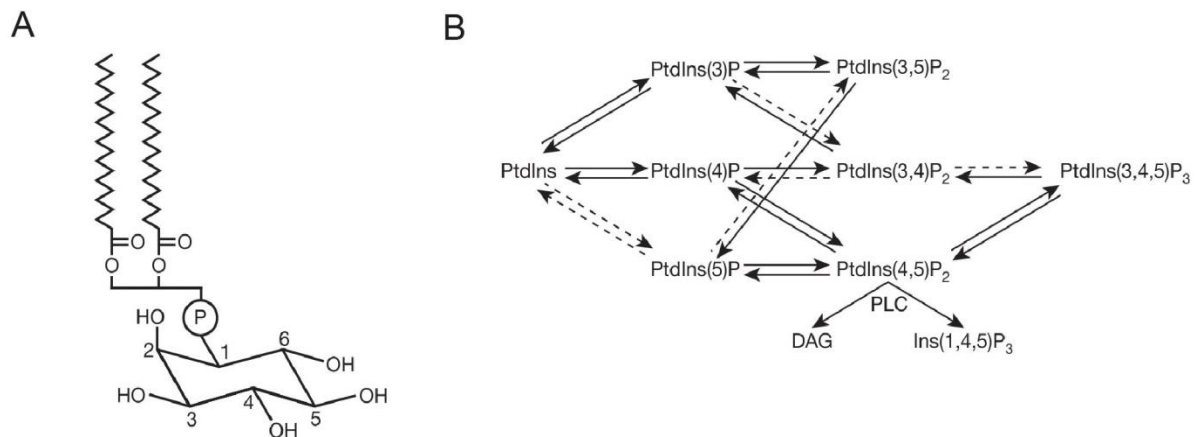 A
O O
O O
P
HO
2 1 6
OH
HO
3 4 5
OH
OH
B
PtdIns(3)P PtdIns(3,5)P2
PtdIns PtdIns(4)P PtdIns(3,4)P2 PtdIns(3,4,5)P3
PtdIns(5)P PtdIns(4,5)P2
PLC
DAG Ins(1,4,5)P3